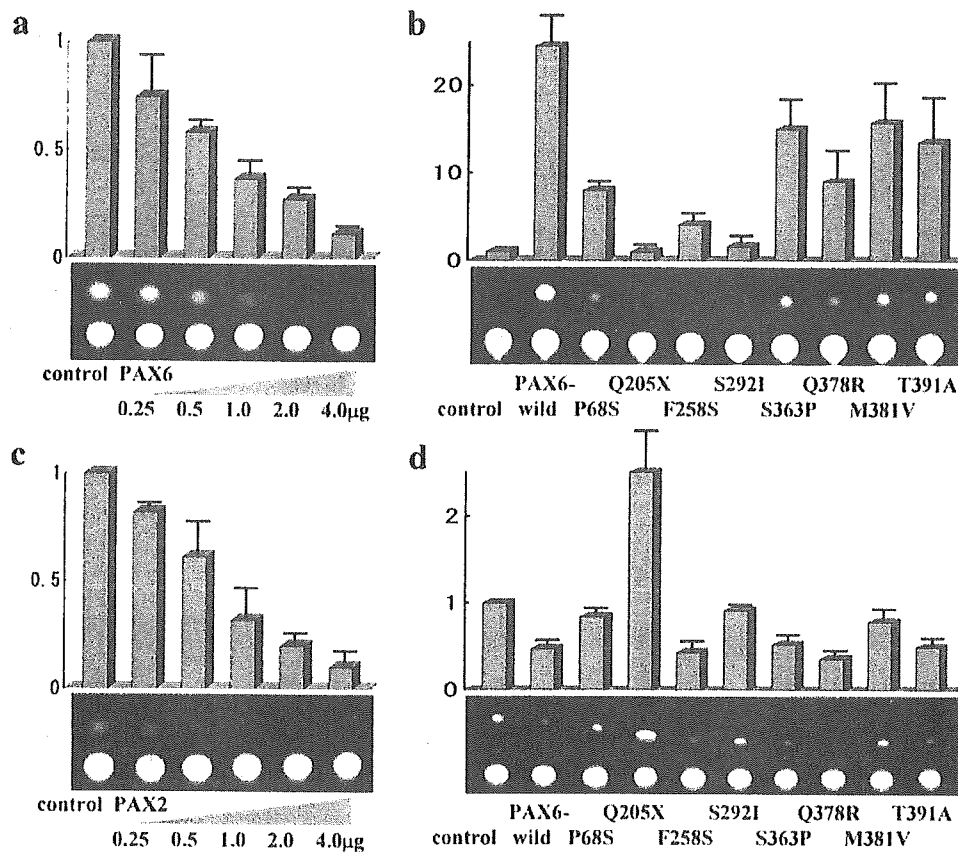 a
1
0.5
0
control PAX6
0.25 0.5 1.0 2.0 4.0µg
b
20
10
0
PAX6- Q205X S292I Q378R T391A
control wild P68S F258S S363P M381V
c
1
0.5
0
control PAX2
0.25 0.5 1.0 2.0 4.0µg
d
2
1
0
PAX6- Q205X S292I Q378R T391A
control wild P68S F258S S363P M381V